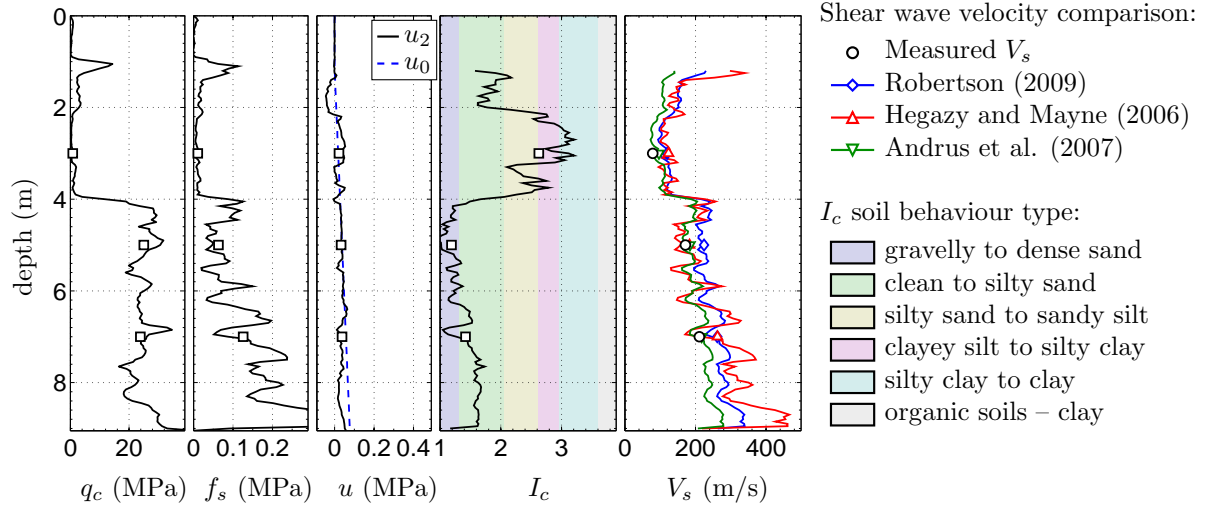 Shear wave velocity comparison:
Measured V_s
Robertson (2009)
Hegazy and Mayne (2006)
Andrus et al. (2007)
I_c soil behaviour type:
gravelly to dense sand
clean to silty sand
silty sand to sandy silt
clayey silt to silty clay
silty clay to clay
organic soils – clay
u_2
u_0
depth (m)
0
2
4
6
8
0 20 40
0 0.1 0.2
0 0.2 0.4
1 2 3
0 200 400
q_c (MPa)
f_s (MPa)
u (MPa)
I_c
V_s (m/s)